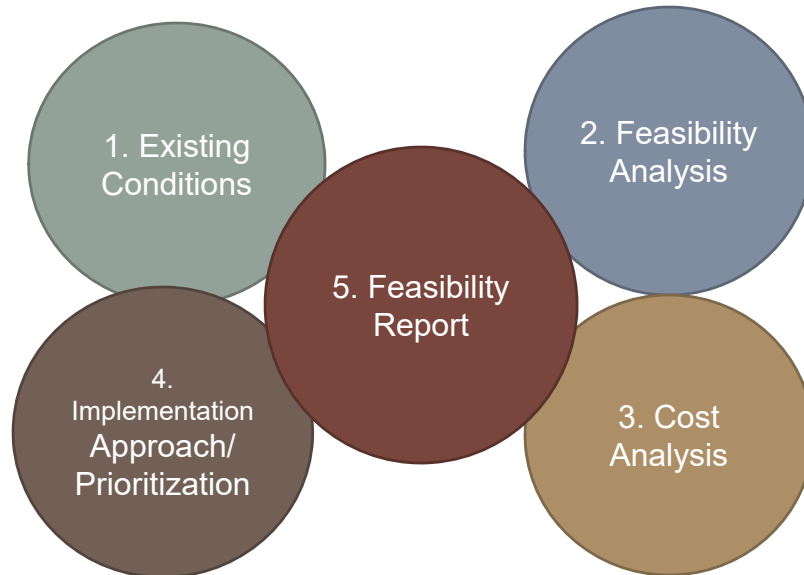 1. Existing
Conditions
2. Feasibility
Analysis
5. Feasibility
Report
4.
Implementation
Approach/
Prioritization
3. Cost
Analysis